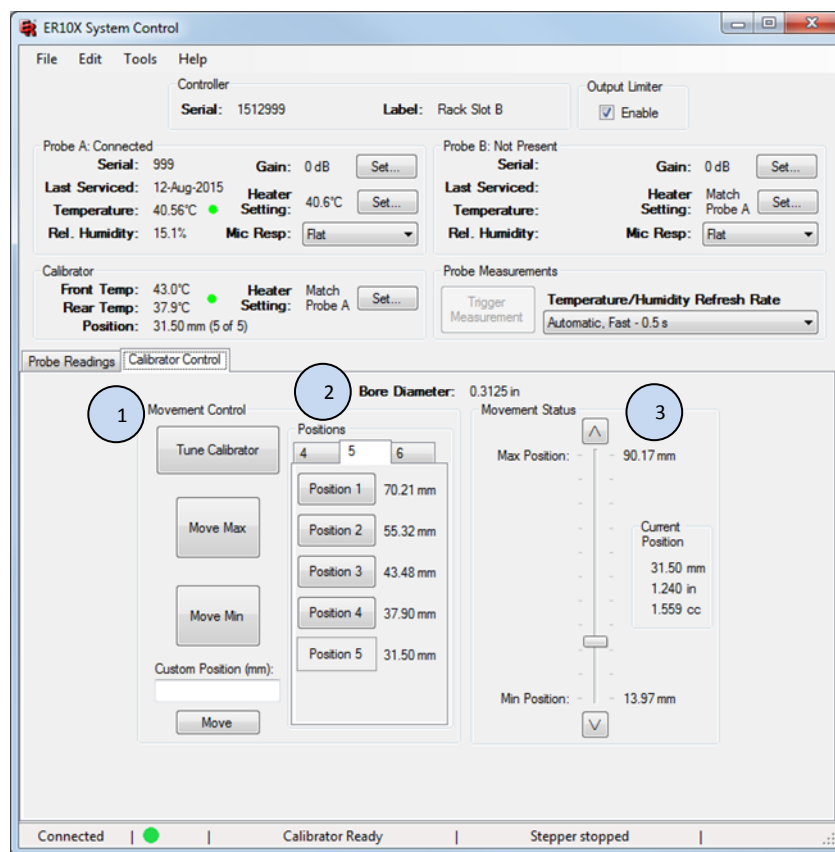 ER10X System Control
File Edit Tools Help
Controller
Serial: 1512999 Label: Rack Slot B
Output Limiter
Enable
Probe A: Connected
Serial: 999 Gain: 0 dB Set...
Last Serviced: 12-Aug-2015
Heater Setting: 40.6°C Set...
Temperature: 40.56°C
Rel. Humidity: 15.1% Mic Resp: Flat
Probe B: Not Present
Serial: Gain: 0 dB Set...
Last Serviced:
Heater Setting: Match Probe A Set...
Temperature:
Rel. Humidity: Mic Resp: Flat
Calibrator
Front Temp: 43.0°C
Rear Temp: 37.9°C
Heater Setting: Match Probe A Set...
Position: 31.50 mm (5 of 5)
Probe Measurements
Trigger Measurement
Temperature/Humidity Refresh Rate
Automatic, Fast - 0.5 s
Probe Readings Calibrator Control
Bore Diameter: 0.3125 in
1
Movement Control
Tune Calibrator
Move Max
Move Min
Custom Position (mm):
Move
2
Positions
4 5 6
Position 1 70.21 mm
Position 2 55.32 mm
Position 3 43.48 mm
Position 4 37.90 mm
Position 5 31.50 mm
3
Movement Status
Max Position: 90.17 mm
Current Position
31.50 mm
1.240 in
1.559 cc
Min Position: 13.97 mm
Connected | | Calibrator Ready | Stepper stopped |